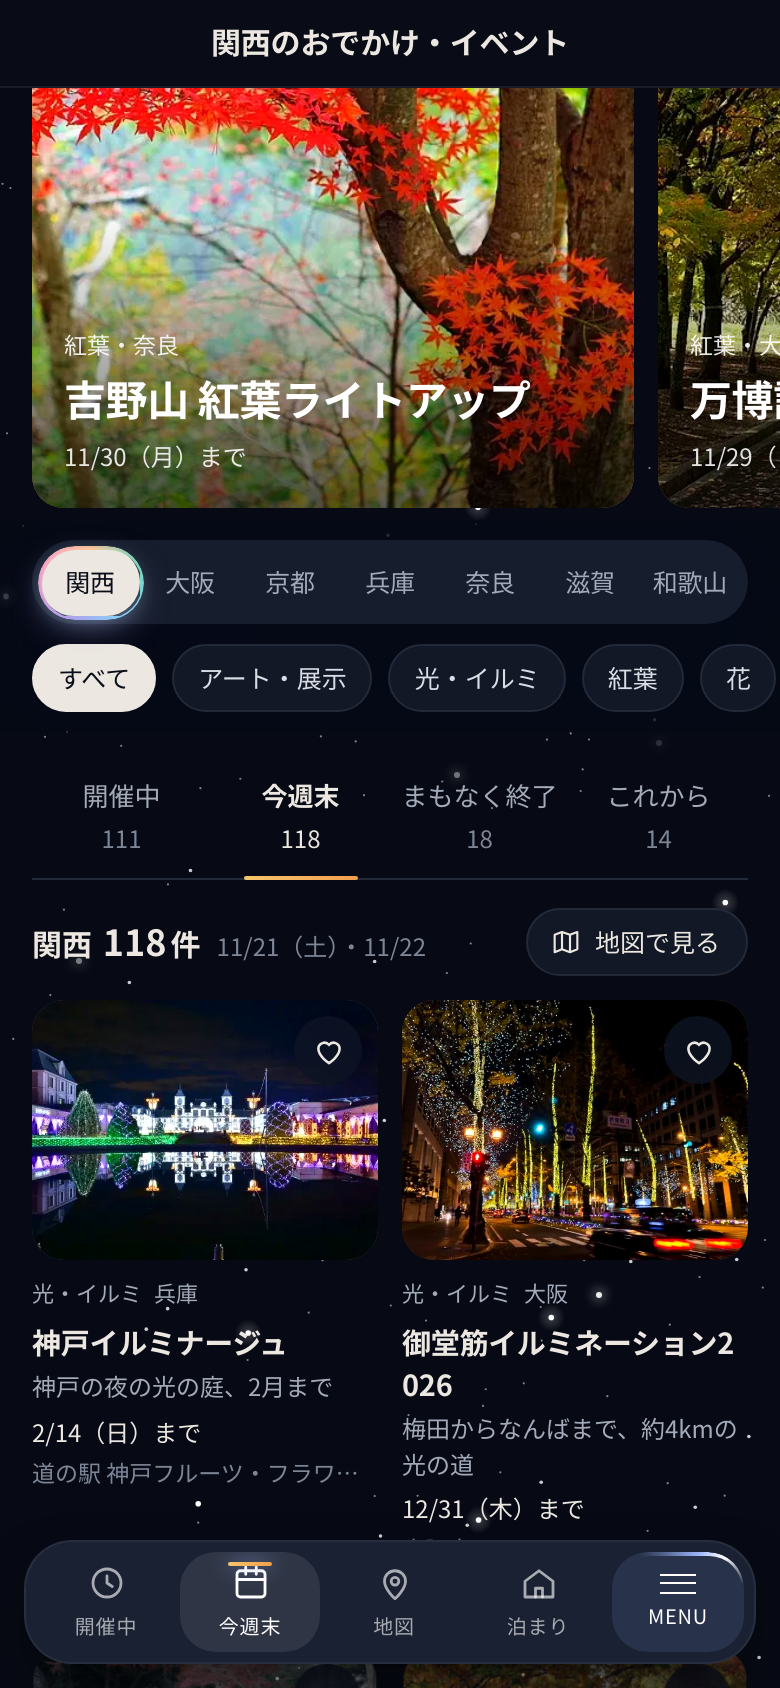 関西のおでかけ・イベント
紅葉・奈良
吉野山 紅葉ライトアップ
11/30（月）まで
紅葉・大
万博
11/29（
関西
大阪
京都
兵庫
奈良
滋賀
和歌山
すべて
アート・展示
光・イルミ
紅葉
花
開催中
111
今週末
118
まもなく終了
18
これから
14
関西 118件 11/21（土）・11/22
地図で見る
光・イルミ 兵庫
神戸イルミナージュ
神戸の夜の光の庭、2月まで
2/14（日）まで
道の駅 神戸フルーツ・フラワ…
光・イルミ 大阪
御堂筋イルミネーション2
026
梅田からなんばまで、約4kmの
光の道
12/31（木）まで
開催中
今週末
地図
泊まり
MENU